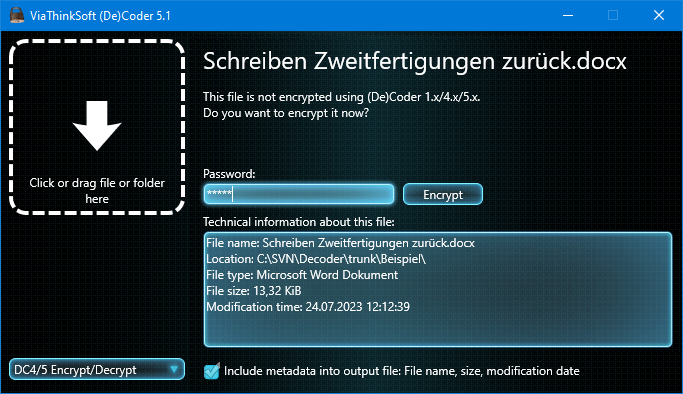 ViaThinkSoft (De)Coder 5.1
Click or drag file or folder
here
Schreiben Zweitfertigungen zurück.docx
This file is not encrypted using (De)Coder 1.x/4.x/5.x.
Do you want to encrypt it now?
Password:
*****
Encrypt
Technical information about this file:
File name: Schreiben Zweitfertigungen zurück.docx
Location: C:\SVN\Decoder\trunk\Beispiel\
File type: Microsoft Word Dokument
File size: 13,32 KiB
Modification time: 24.07.2023 12:12:39
DC4/5 Encrypt/Decrypt
Include metadata into output file: File name, size, modification date